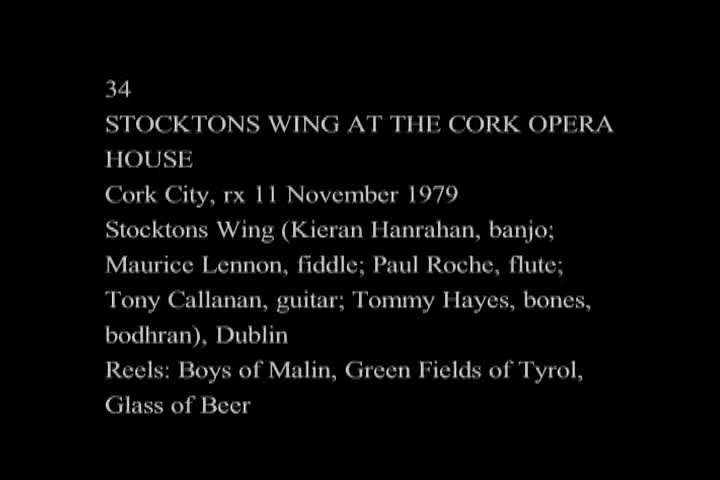 34
STOCKTONS WING AT THE CORK OPERA
HOUSE
Cork City, rx 11 November 1979
Stocktons Wing (Kieran Hanrahan, banjo;
Maurice Lennon, fiddle; Paul Roche, flute;
Tony Callanan, guitar; Tommy Hayes, bones,
bodhran), Dublin
Reels: Boys of Malin, Green Fields of Tyrol,
Glass of Beer